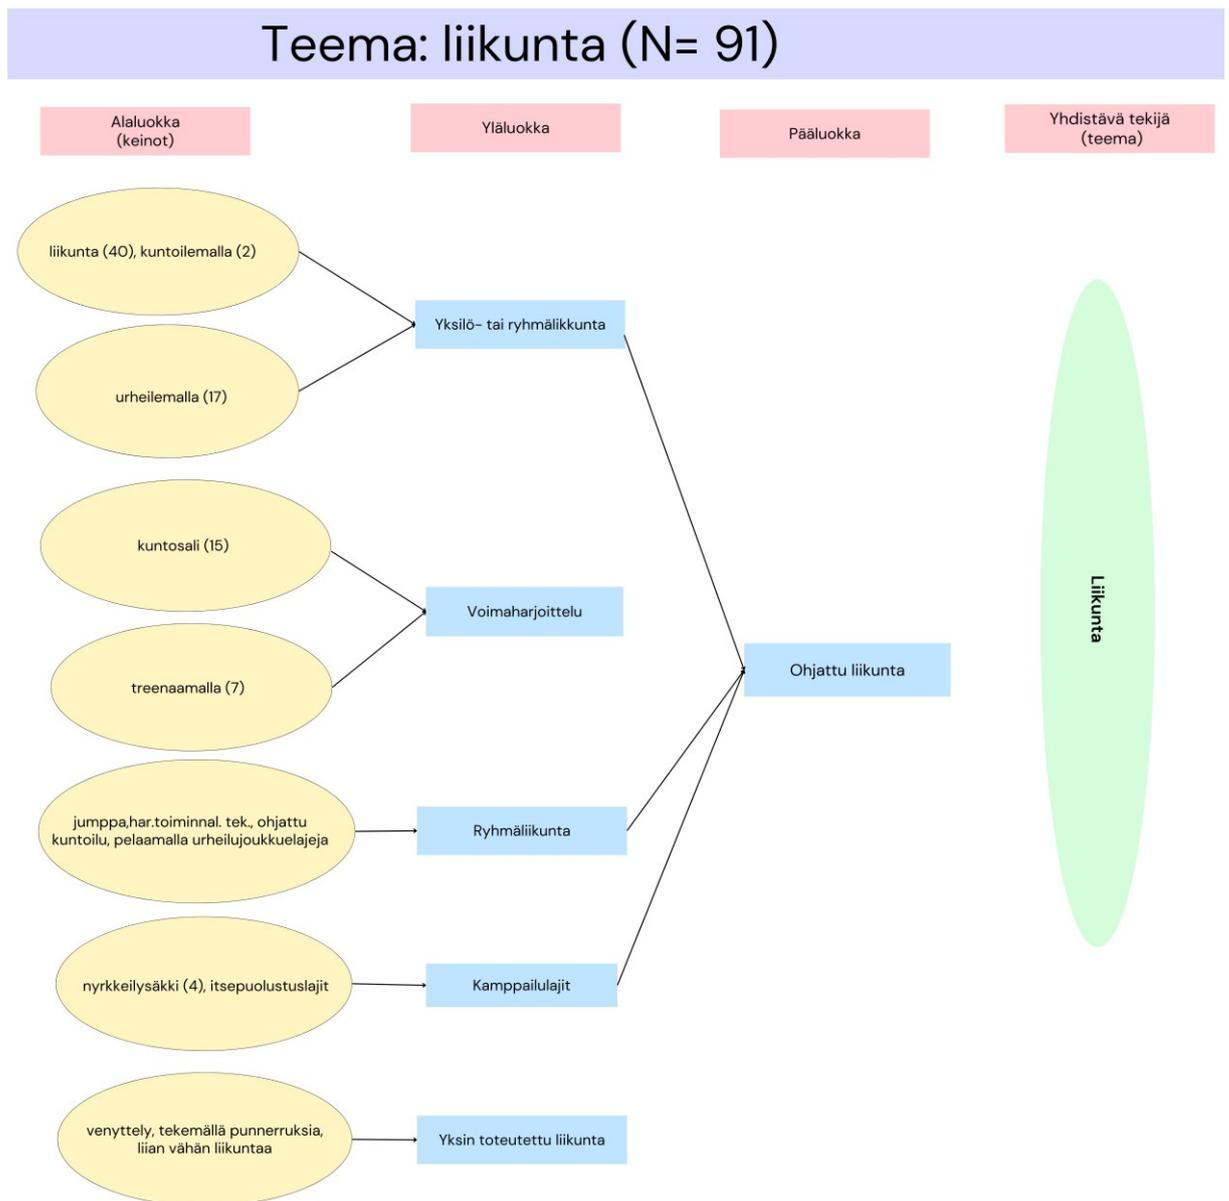 Teema: liikunta (N= 91)
Alaluokka
(keinot)
Yläluokka
Pääluokka
Yhdistävä tekijä
(teema)
liikunta (40), kuntoilemalla (2)
Yksilö- tai ryhmälikkunta
urheilemalla (17)
kuntosali (15)
Voimaharjoittelu
treenaamalla (7)
Ohjattu liikunta
Liikunta
jumppa,har.toiminnal. tek., ohjattu
kuntoilu, pelaamalla urheilujoukkuelajeja
Ryhmäliikunta
nyrkkeilysäkki (4), itsepuolustuslajit
Kamppailulajit
venyttely, tekemällä punnerruksia,
liian vähän liikuntaa
Yksin toteutettu liikunta